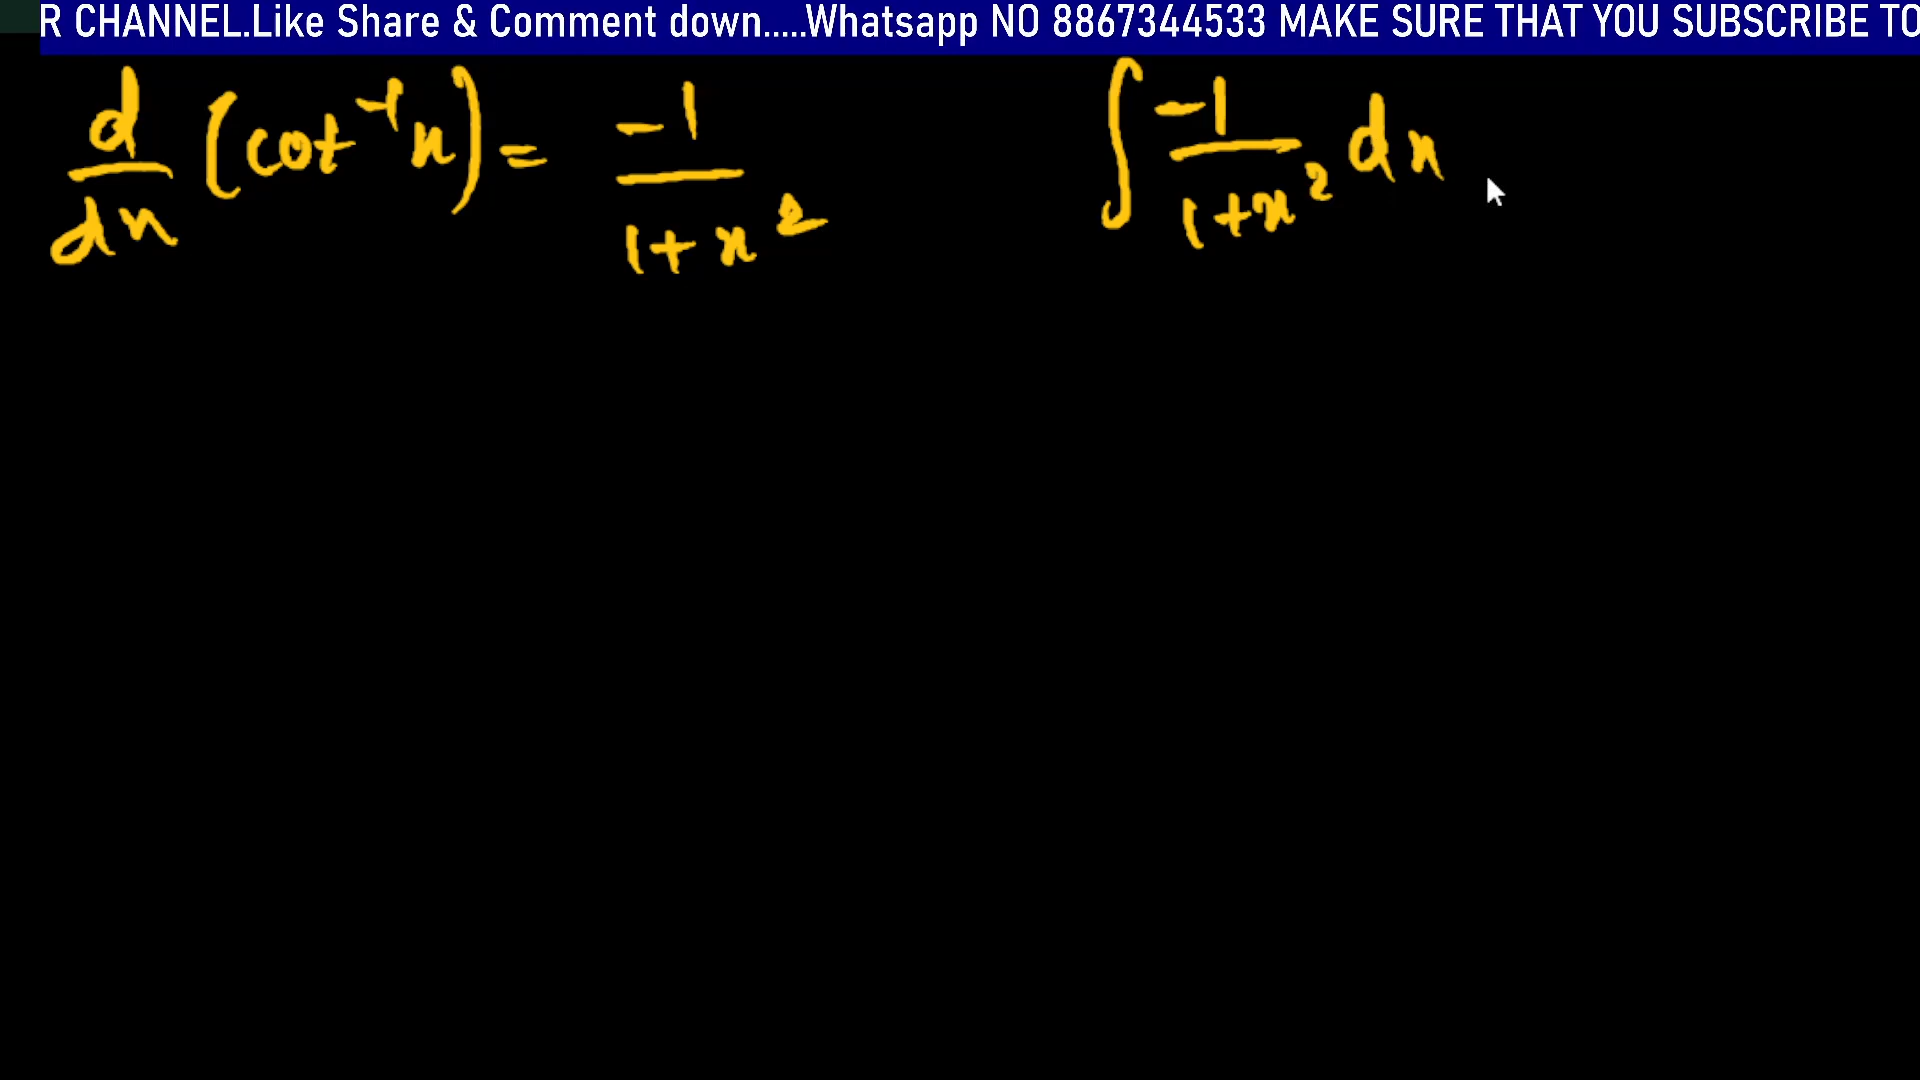 R CHANNEL.Like Share & Comment down.....Whatsapp NO 8867344533 MAKE SURE THAT YOU SUBSCRIBE TO
d/dx (cot⁻¹x) = -1/(1+x²)
∫ -1/(1+x²) dx